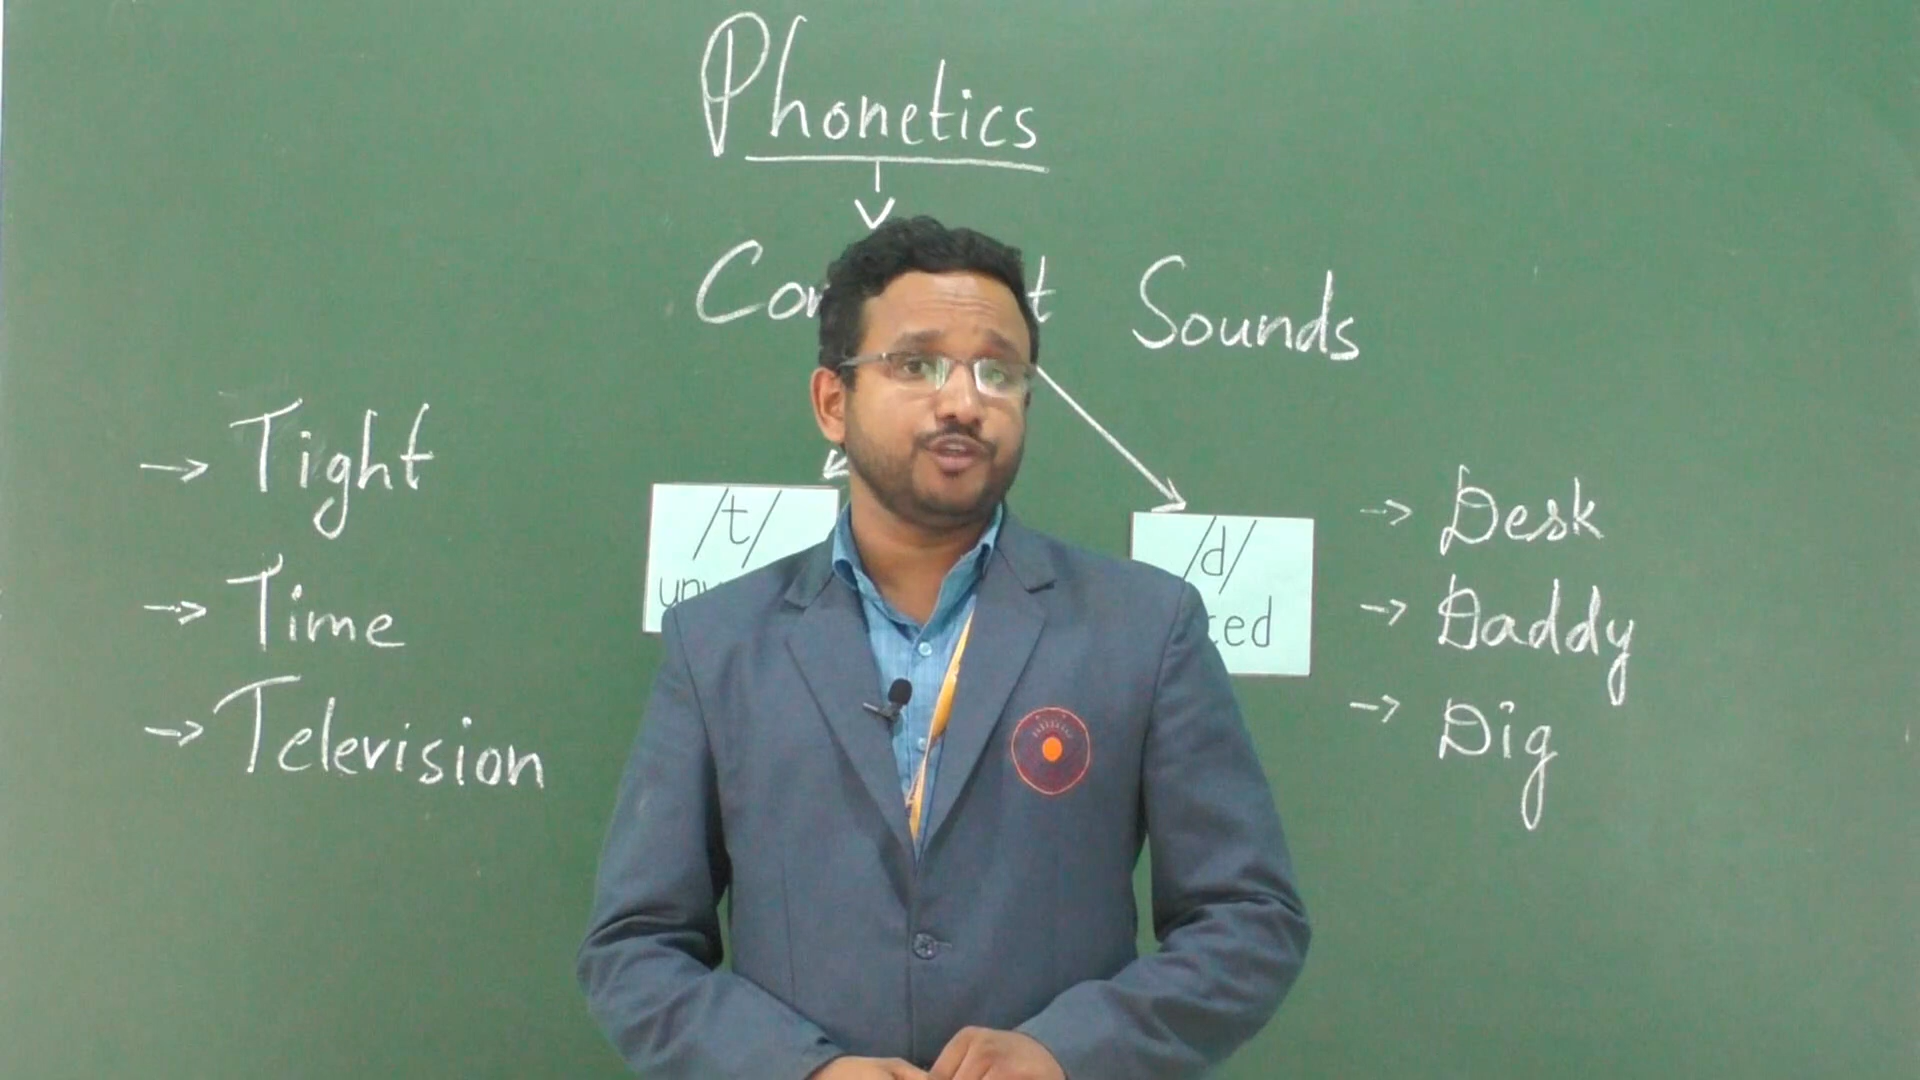 Phonetics
Sounds
→ Tight
→ Time
→ Television
/t/
/d/
→ Desk
→ Daddy
→ Dig